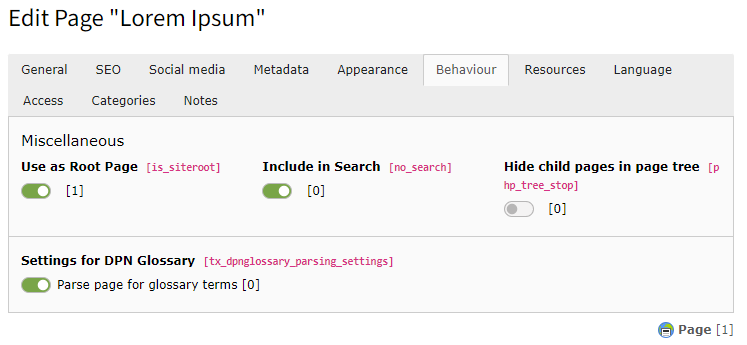 Edit Page "Lorem Ipsum"
General SEO Social media Metadata Appearance Behaviour Resources Language
Access Categories Notes
Miscellaneous
Use as Root Page [is_siteroot] Include in Search [no_search] Hide child pages in page tree [p
hp_tree_stop]
[1] [0]
[0]
Settings for DPN Glossary [tx_dpnglossary_parsing_settings]
Parse page for glossary terms [0]
Page [1]